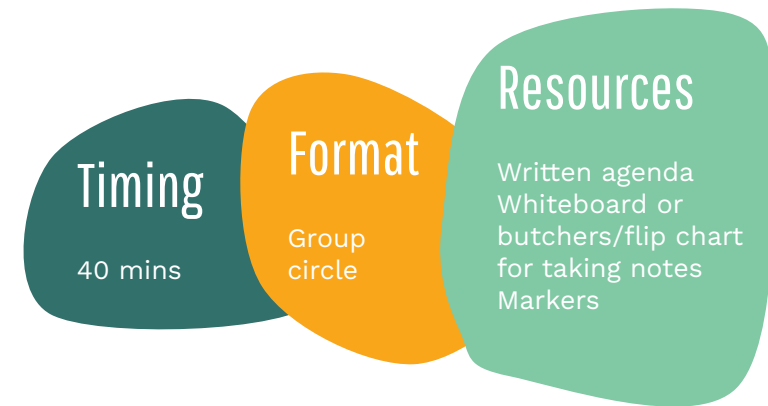 Timing
40 mins
Format
Group
circle
Resources
Written agenda
Whiteboard or
butchers/flip chart
for taking notes
Markers